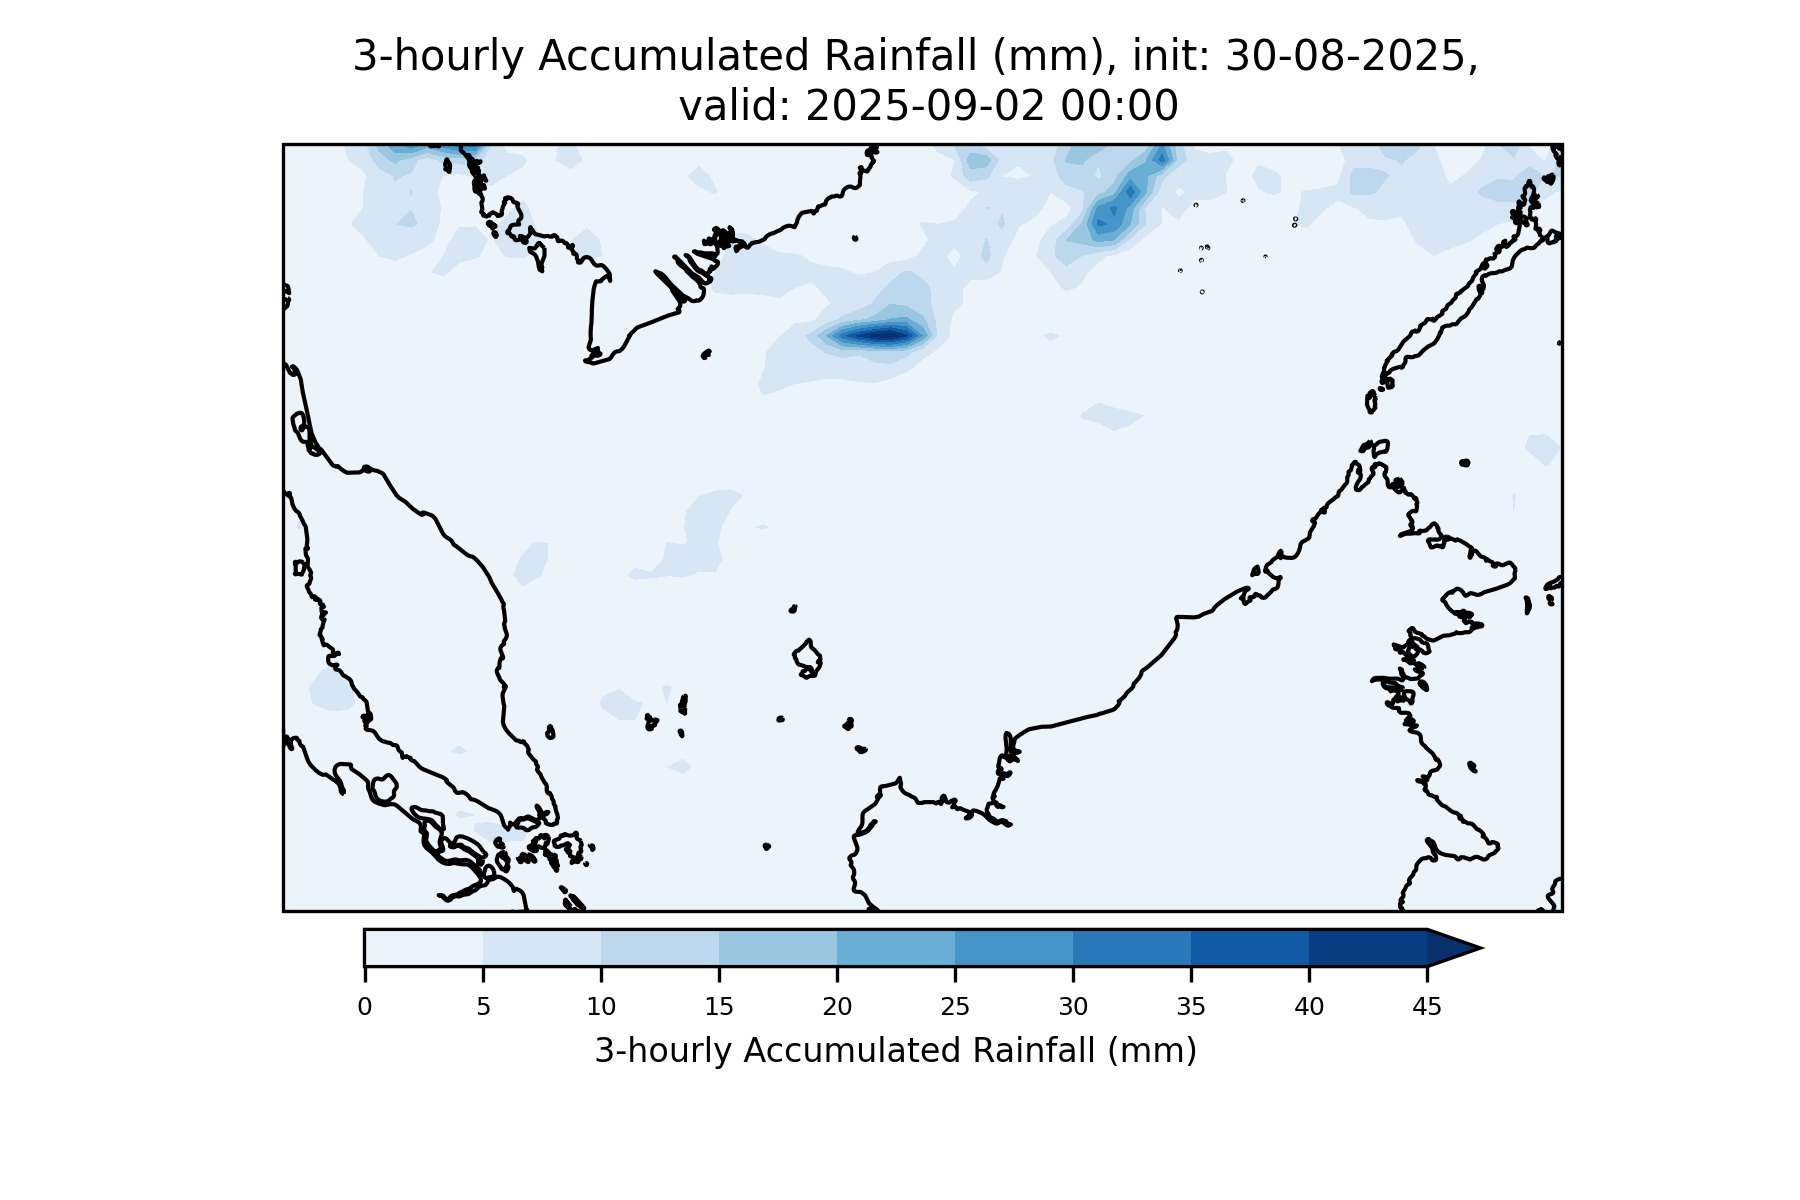 3-hourly Accumulated Rainfall (mm), init: 30-08-2025,
valid: 2025-09-02 00:00
0 5 10 15 20 25 30 35 40 45
3-hourly Accumulated Rainfall (mm)